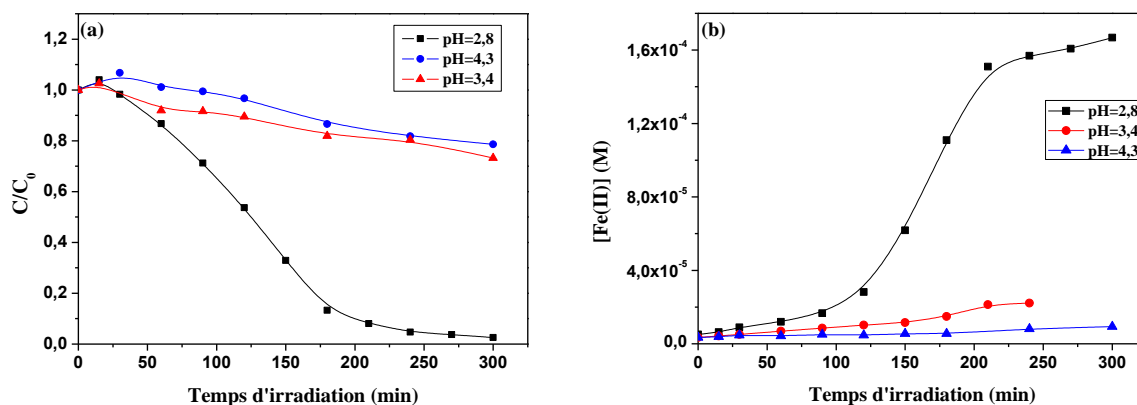 (a)
pH=2,8
pH=4,3
pH=3,4
1,2
1,0
0,8
0,6
0,4
0,2
0,0
C/C0
0 50 100 150 200 250 300
Temps d'irradiation (min)
(b)
pH=2,8
pH=3,4
pH=4,3
1,6x10-4
1,2x10-4
8,0x10-5
4,0x10-5
0,0
[Fe(II)] (M)
0 50 100 150 200 250 300
Temps d'irradiation (min)